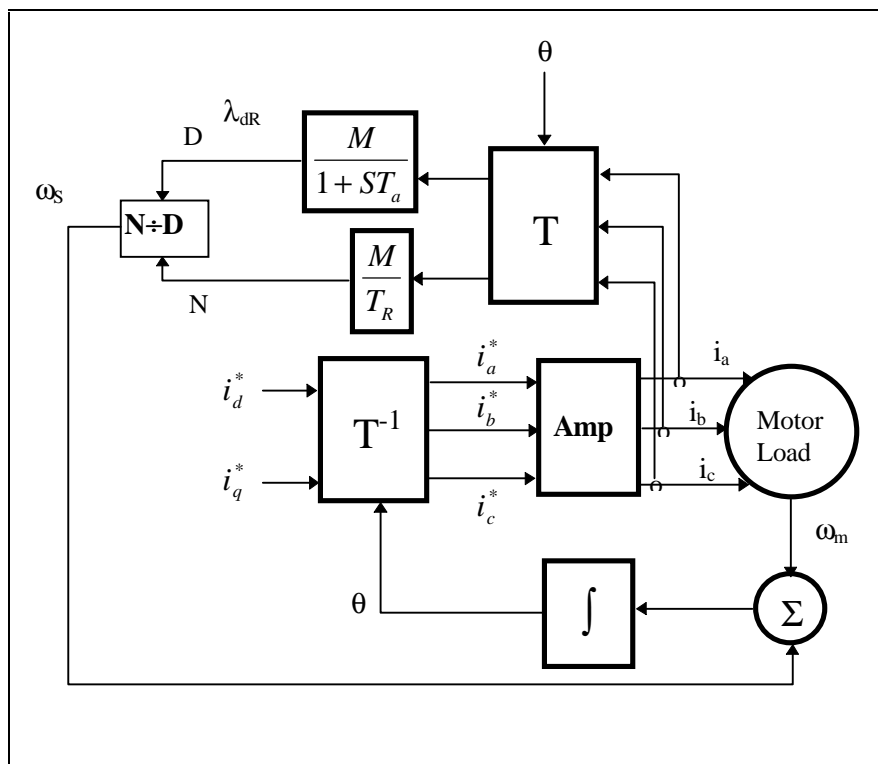 θ
λ_dR
D
M / (1 + ST_a)
ω_S
N÷D
T
M / T_R
N
i_a^*
i_a
i_d^*
T^-1
i_b^*
Amp
i_b
Motor
Load
i_q^*
i_c^*
i_c
ω_m
θ
∫
Σ